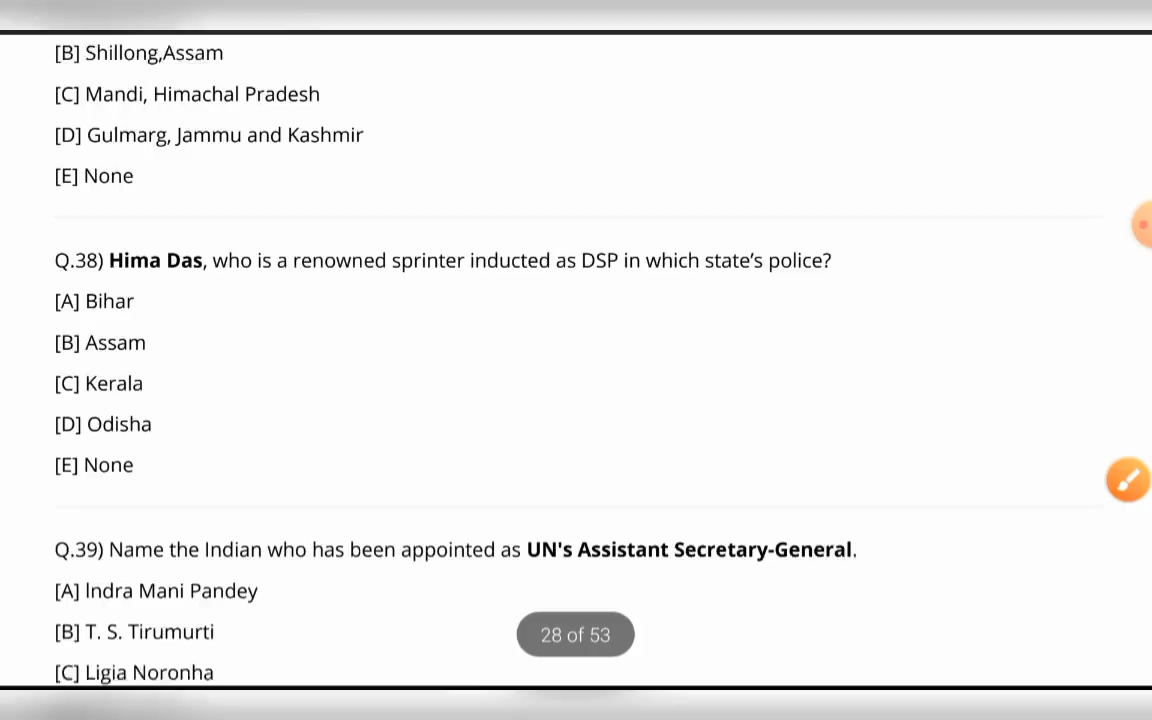 [B] Shillong,Assam
[C] Mandi, Himachal Pradesh
[D] Gulmarg, Jammu and Kashmir
[E] None
Q.38) Hima Das, who is a renowned sprinter inducted as DSP in which state’s police?
[A] Bihar
[B] Assam
[C] Kerala
[D] Odisha
[E] None
Q.39) Name the Indian who has been appointed as UN's Assistant Secretary-General.
[A] lndra Mani Pandey
[B] T. S. Tirumurti
28 of 53
[C] Ligia Noronha